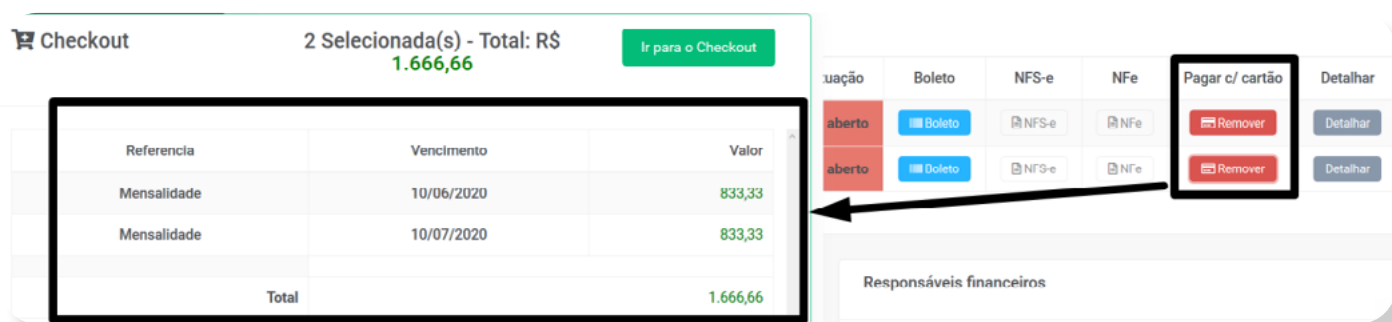 Checkout
2 Selecionada(s) - Total: R$
1.666,66
Ir para o Checkout
Referencia Vencimento Valor
Mensalidade 10/06/2020 833,33
Mensalidade 10/07/2020 833,33
Total 1.666,66
tuação Boleto NFS-e NFe Pagar c/ cartão Detalhar
aberto Boleto NFS-e NFe Remover Detalhar
aberto Boleto NFS-e NFe Remover Detalhar
Responsáveis financeiros